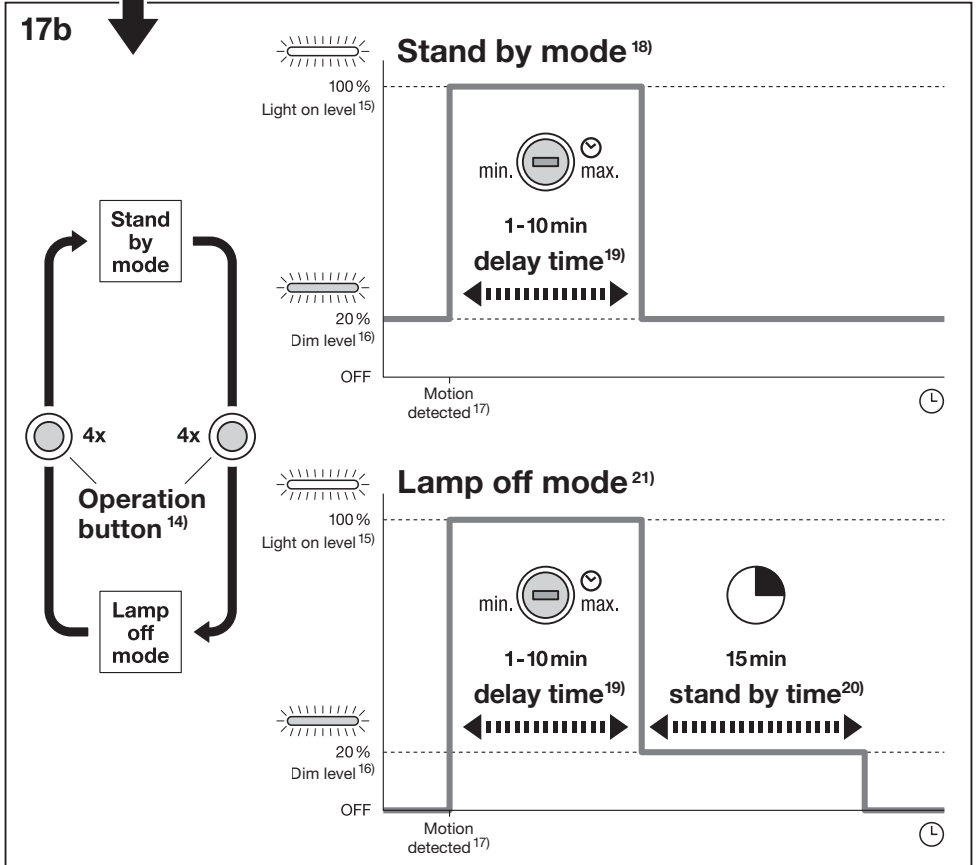 17b
Stand by mode 18)
100 %
Light on level 15)
min. max.
1-10 min
delay time 19)
20 %
Dim level 16)
OFF
Motion
detected 17)
Stand
by
mode
4x 4x
Operation
button 14)
Lamp
off
mode
Lamp off mode 21)
100 %
Light on level 15)
min. max.
1-10 min
delay time 19)
15 min
stand by time 20)
20 %
Dim level 16)
OFF
Motion
detected 17)